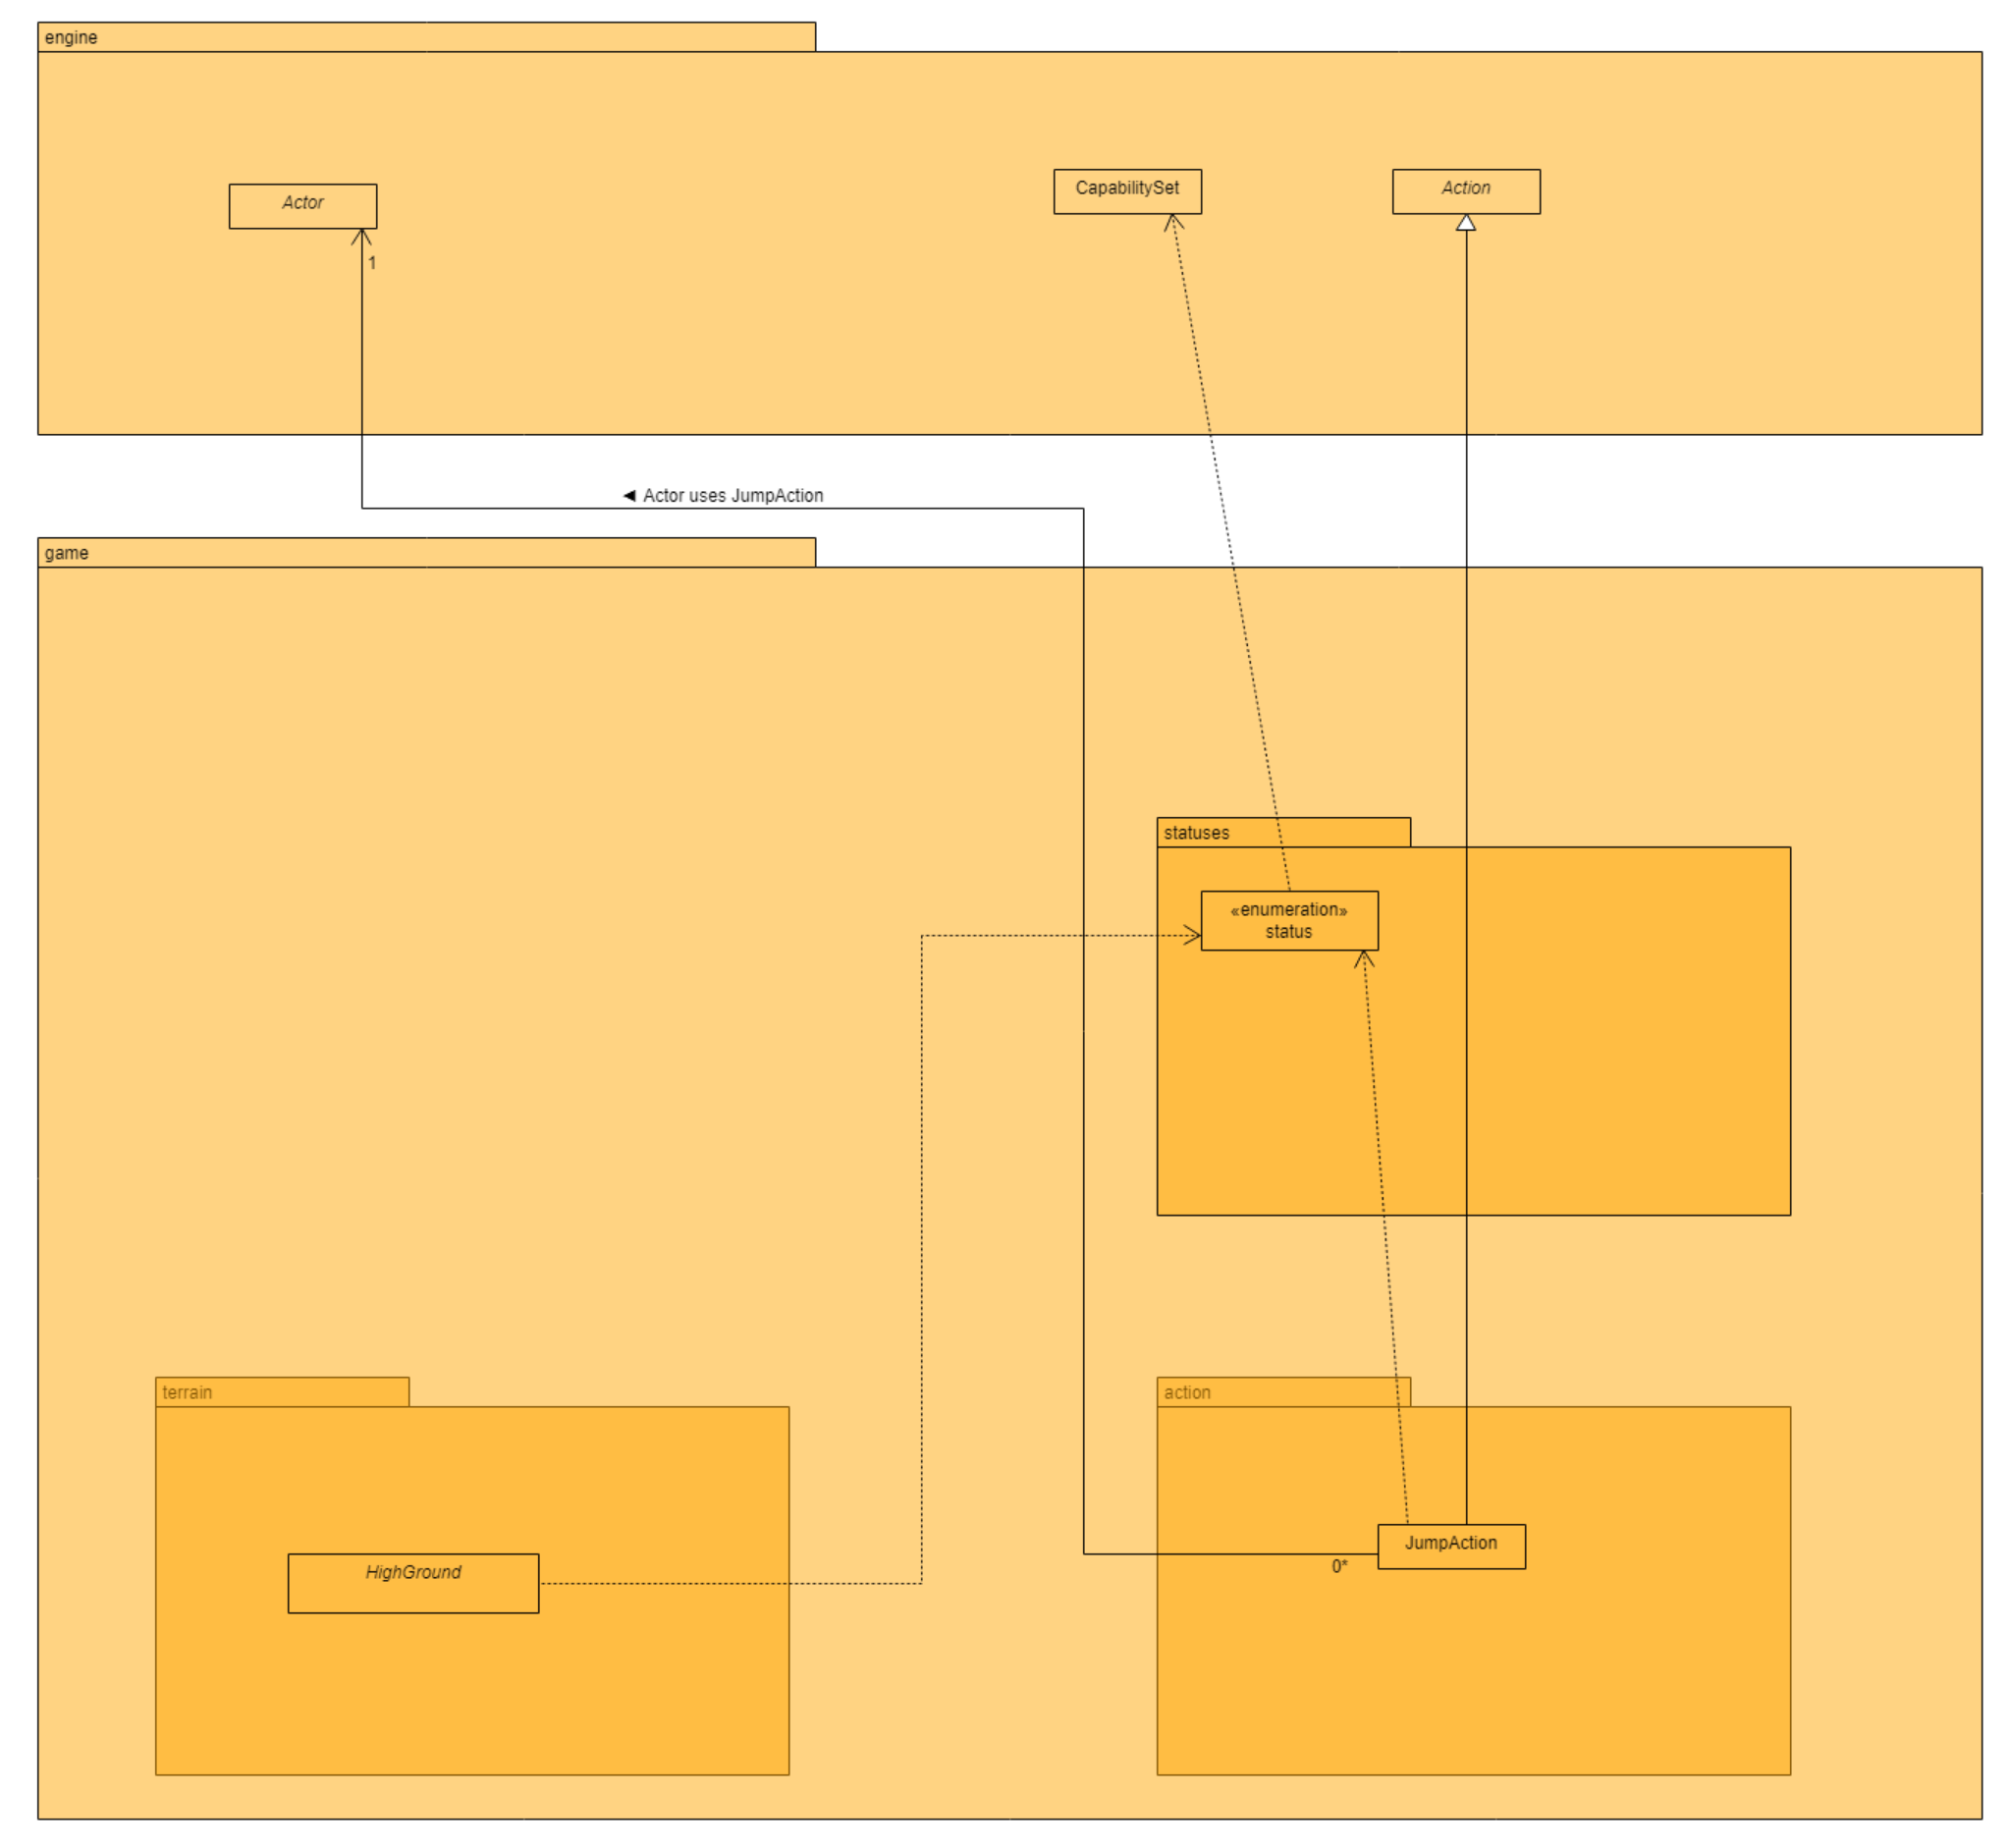 engine
Actor
CapabilitySet
Action
1
◄ Actor uses JumpAction
game
statuses
«enumeration»
status
terrain
action
JumpAction
0*
HighGround